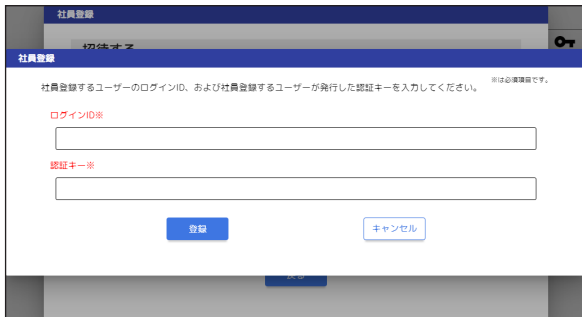 社員登録
招待する
社員登録
※は必須項目です。
社員登録するユーザーのログインID、および社員登録するユーザーが発行した認証キーを入力してください。
ログインID※
認証キー※
登録
キャンセル
戻る